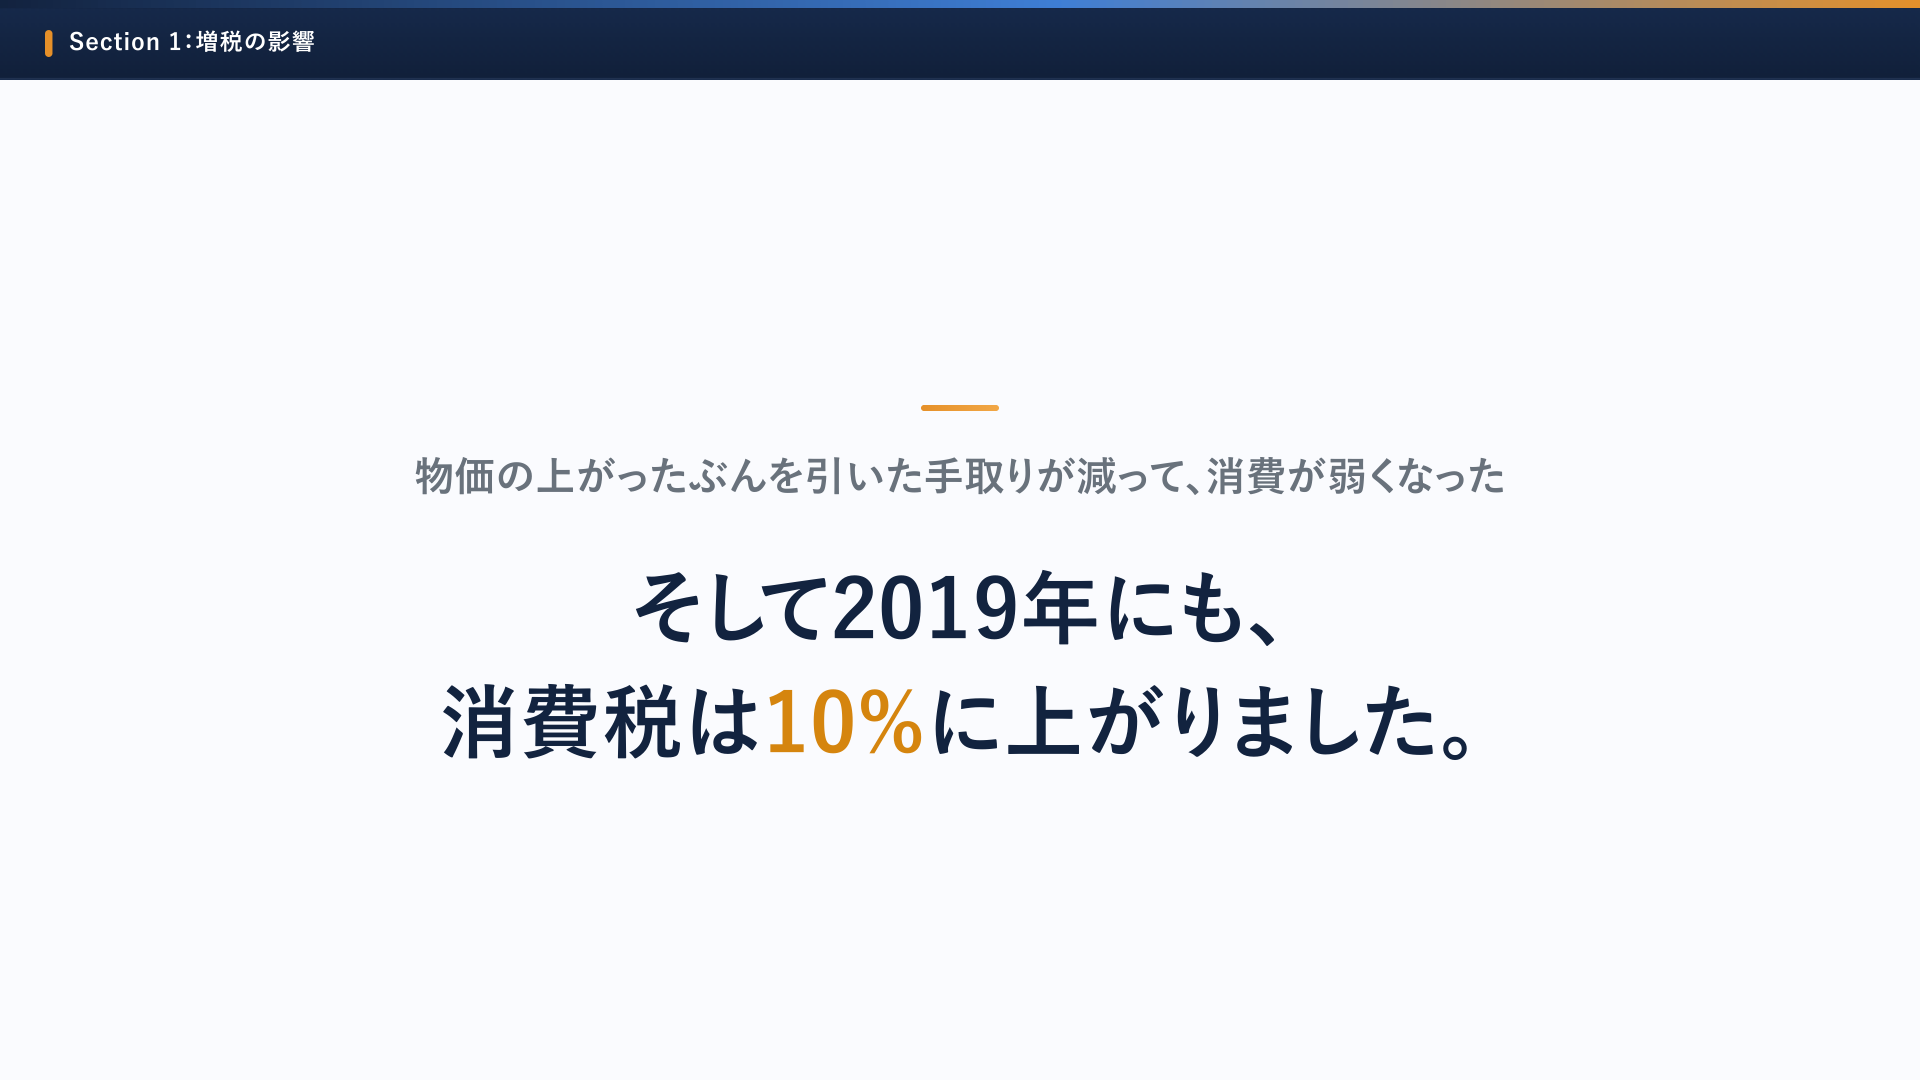 Section 1：増税の影響
物価の上がったぶんを引いた手取りが減って、消費が弱くなった
そして2019年にも、
消費税は10%に上がりました。